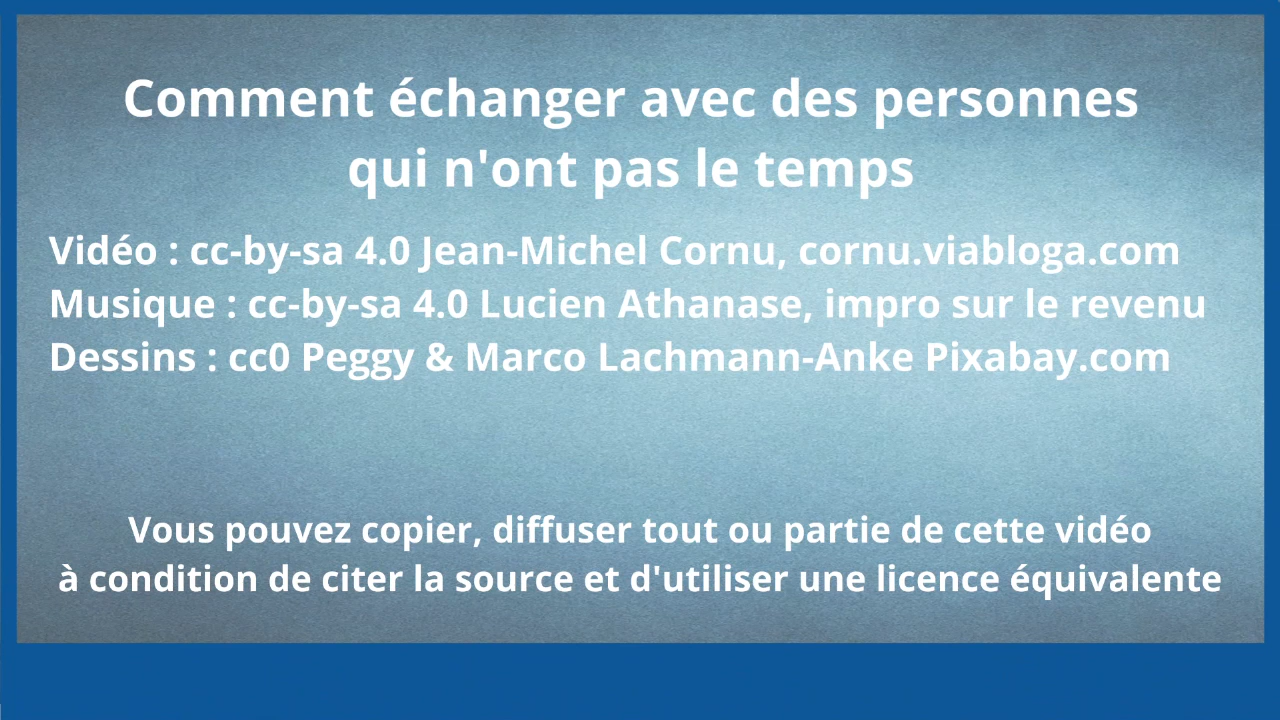 Comment échanger avec des personnes
qui n'ont pas le temps
Vidéo : cc-by-sa 4.0 Jean-Michel Cornu, cornu.viabloga.com
Musique : cc-by-sa 4.0 Lucien Athanase, impro sur le revenu
Dessins : cc0 Peggy & Marco Lachmann-Anke Pixabay.com
Vous pouvez copier, diffuser tout ou partie de cette vidéo
à condition de citer la source et d'utiliser une licence équivalente